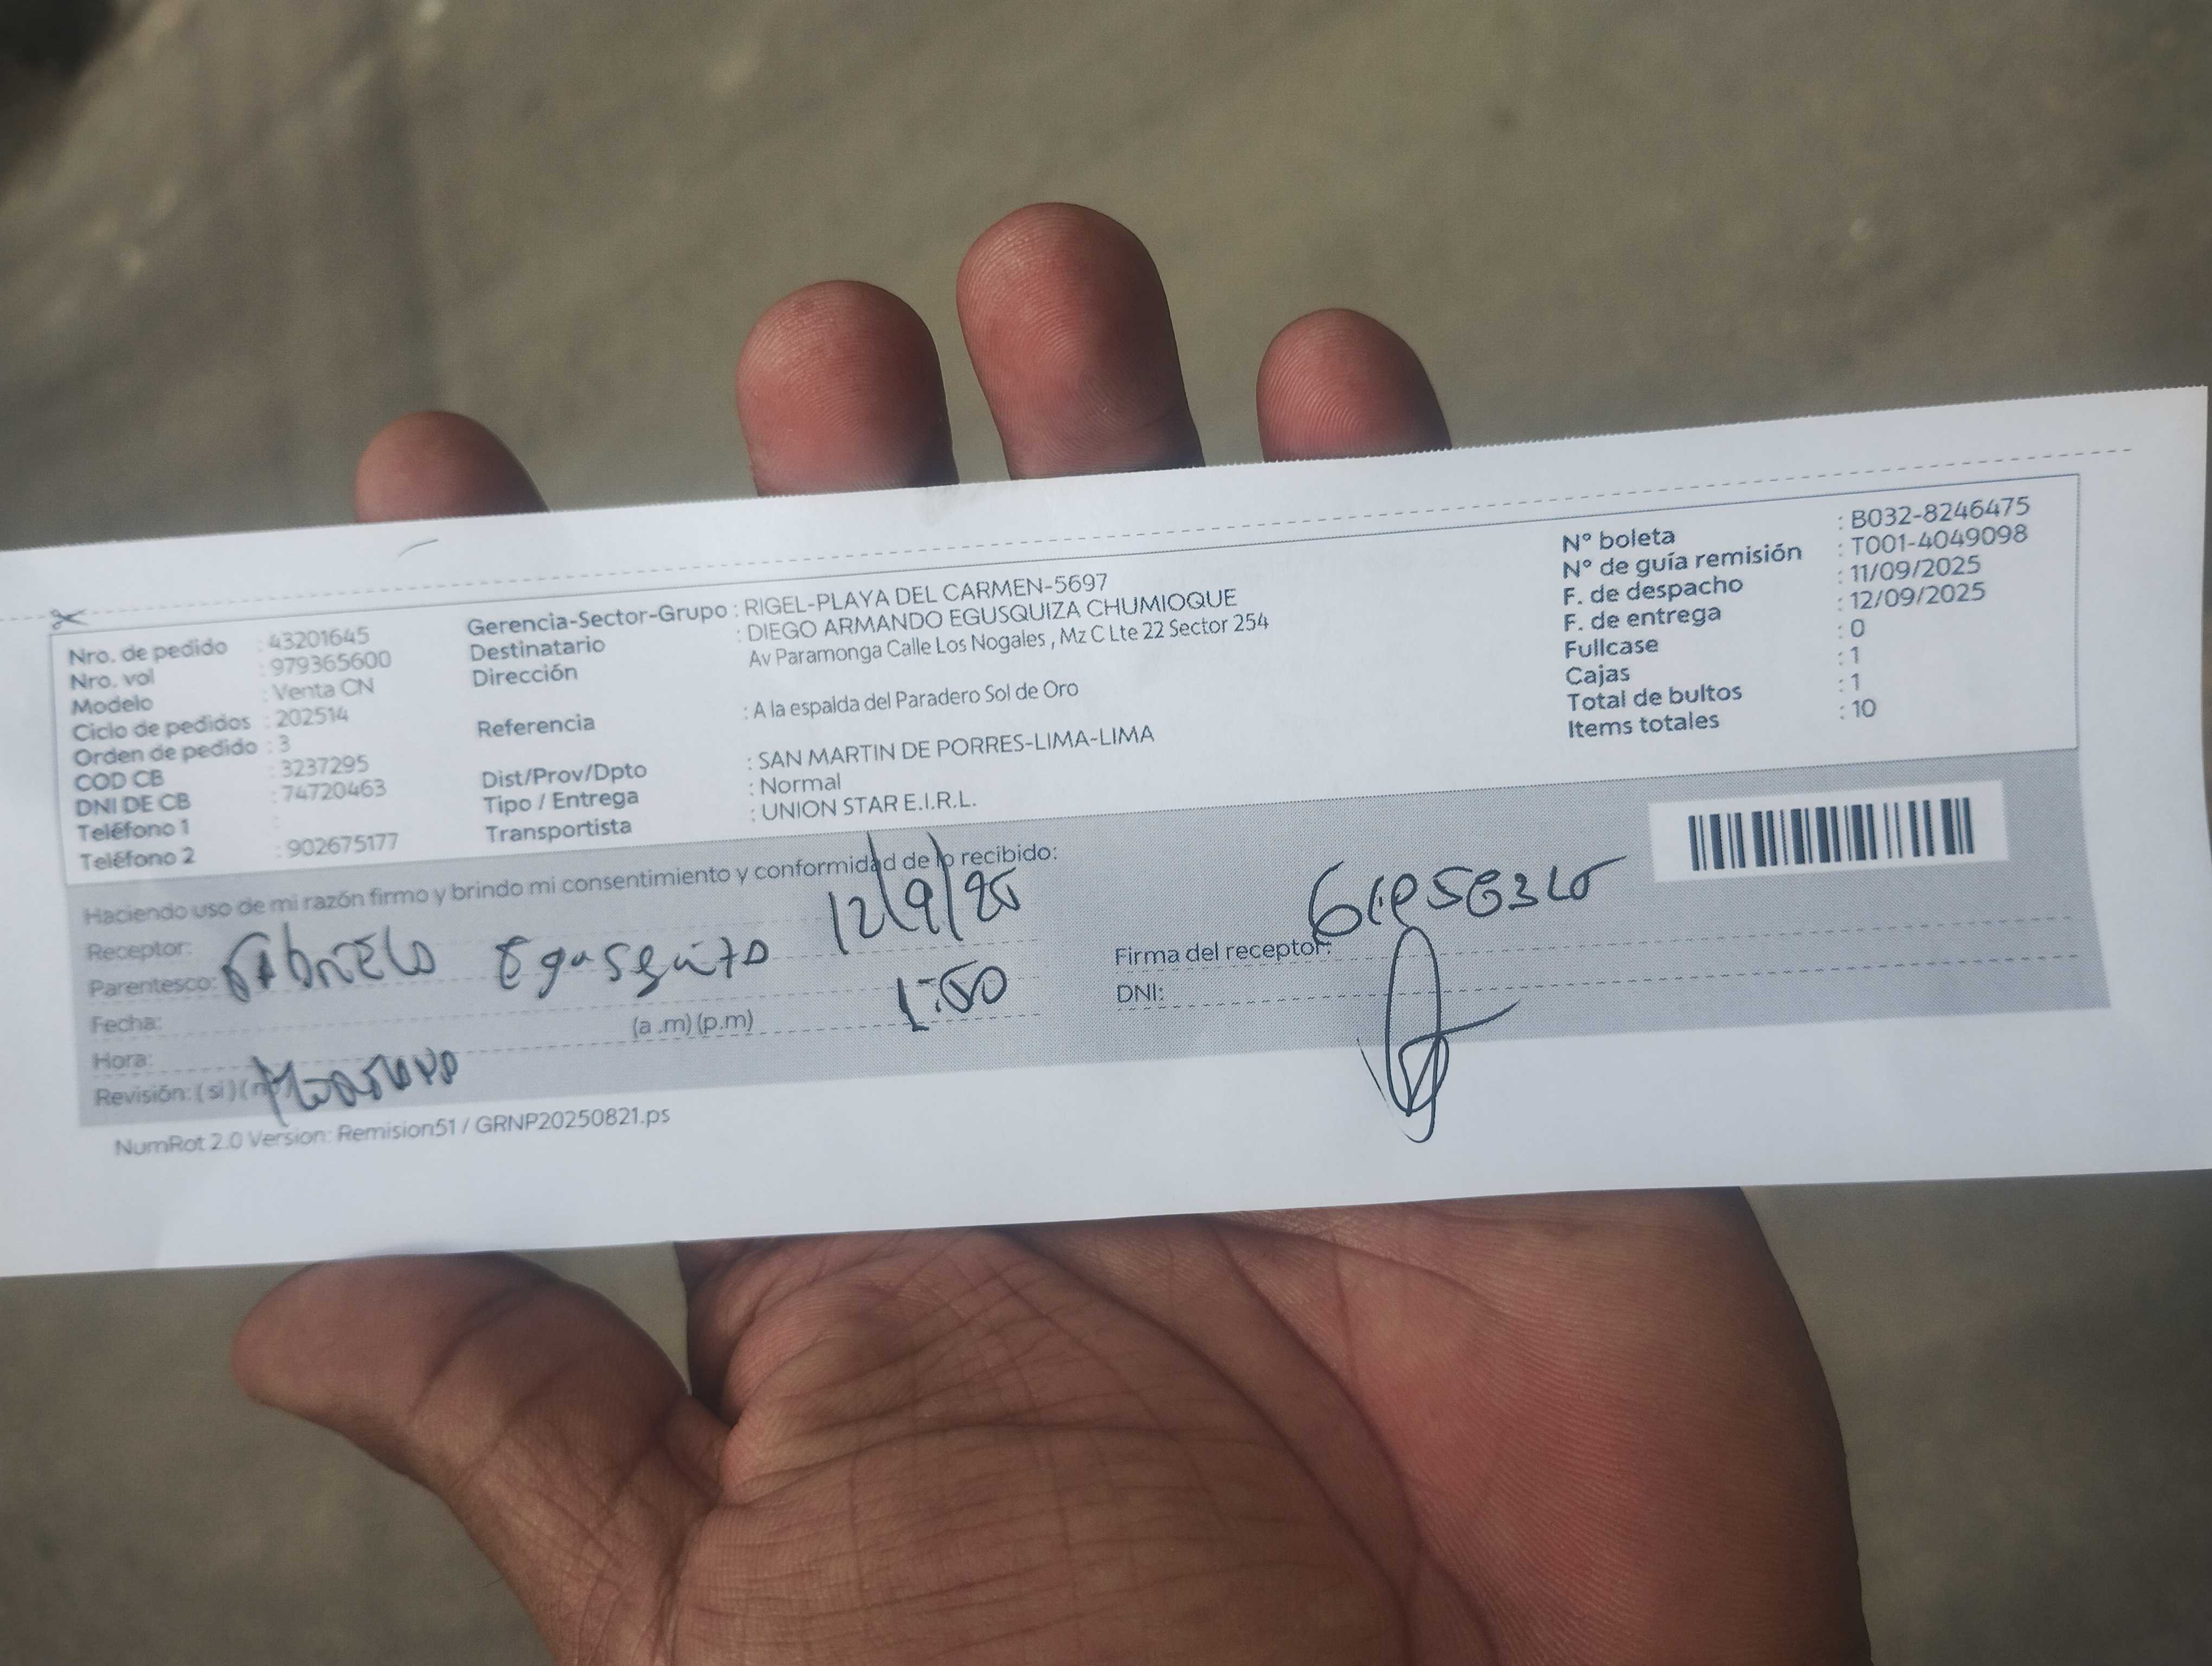 Nro. de pedido : 43201645
Nro. vol : 979365600
Modelo : Venta CN
Ciclo de pedidos : 202514
Orden de pedido : 3
COD CB : 3237295
DNI DE CB : 74720463
Teléfono 1 :
Teléfono 2 : 902675177
Gerencia-Sector-Grupo : RIGEL-PLAYA DEL CARMEN-5697
Destinatario : DIEGO ARMANDO EGUSQUIZA CHUMIOQUE
Dirección Av Paramonga Calle Los Nogales , Mz C Lte 22 Sector 254
Referencia : A la espalda del Paradero Sol de Oro
Dist/Prov/Dpto : SAN MARTIN DE PORRES-LIMA-LIMA
Tipo / Entrega : Normal
Transportista : UNION STAR E.I.R.L.
N° boleta : B032-8246475
N° de guía remisión : T001-4049098
F. de despacho : 11/09/2025
F. de entrega : 12/09/2025
Fullcase : 0
Cajas : 1
Total de bultos : 1
Items totales : 10
Haciendo uso de mi razón firmo y brindo mi consentimiento y conformidad de lo recibido:
Receptor: 12/9/25
Parentesco:
Fecha:
Hora: (a .m) (p.m) 1:50
Revisión: ( si ) ( no
Firma del receptor:
DNI:
NumRot 2.0 Version: Remision51 / GRNP20250821.ps